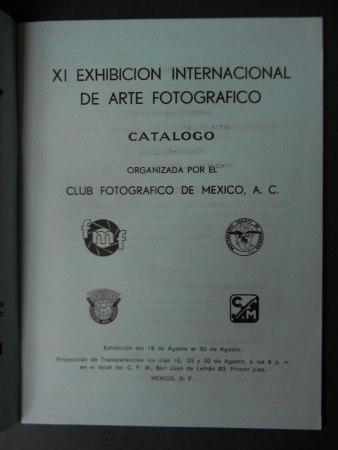 XI EXHIBICION INTERNACIONAL
DE ARTE FOTOGRAFICO
CATALOGO
ORGANIZADA POR EL
CLUB FOTOGRAFICO DE MEXICO, A. C.
fmf
C/M
Exhibición del 16 de Agosto al 30 de Agosto.
Proyección de Transparencias los días 16, 23 y 30 de Agosto, a las 9 p. m.
en el local del C. F. M., San Juan de Letrán 80, Primer piso.
MEXICO, D. F.